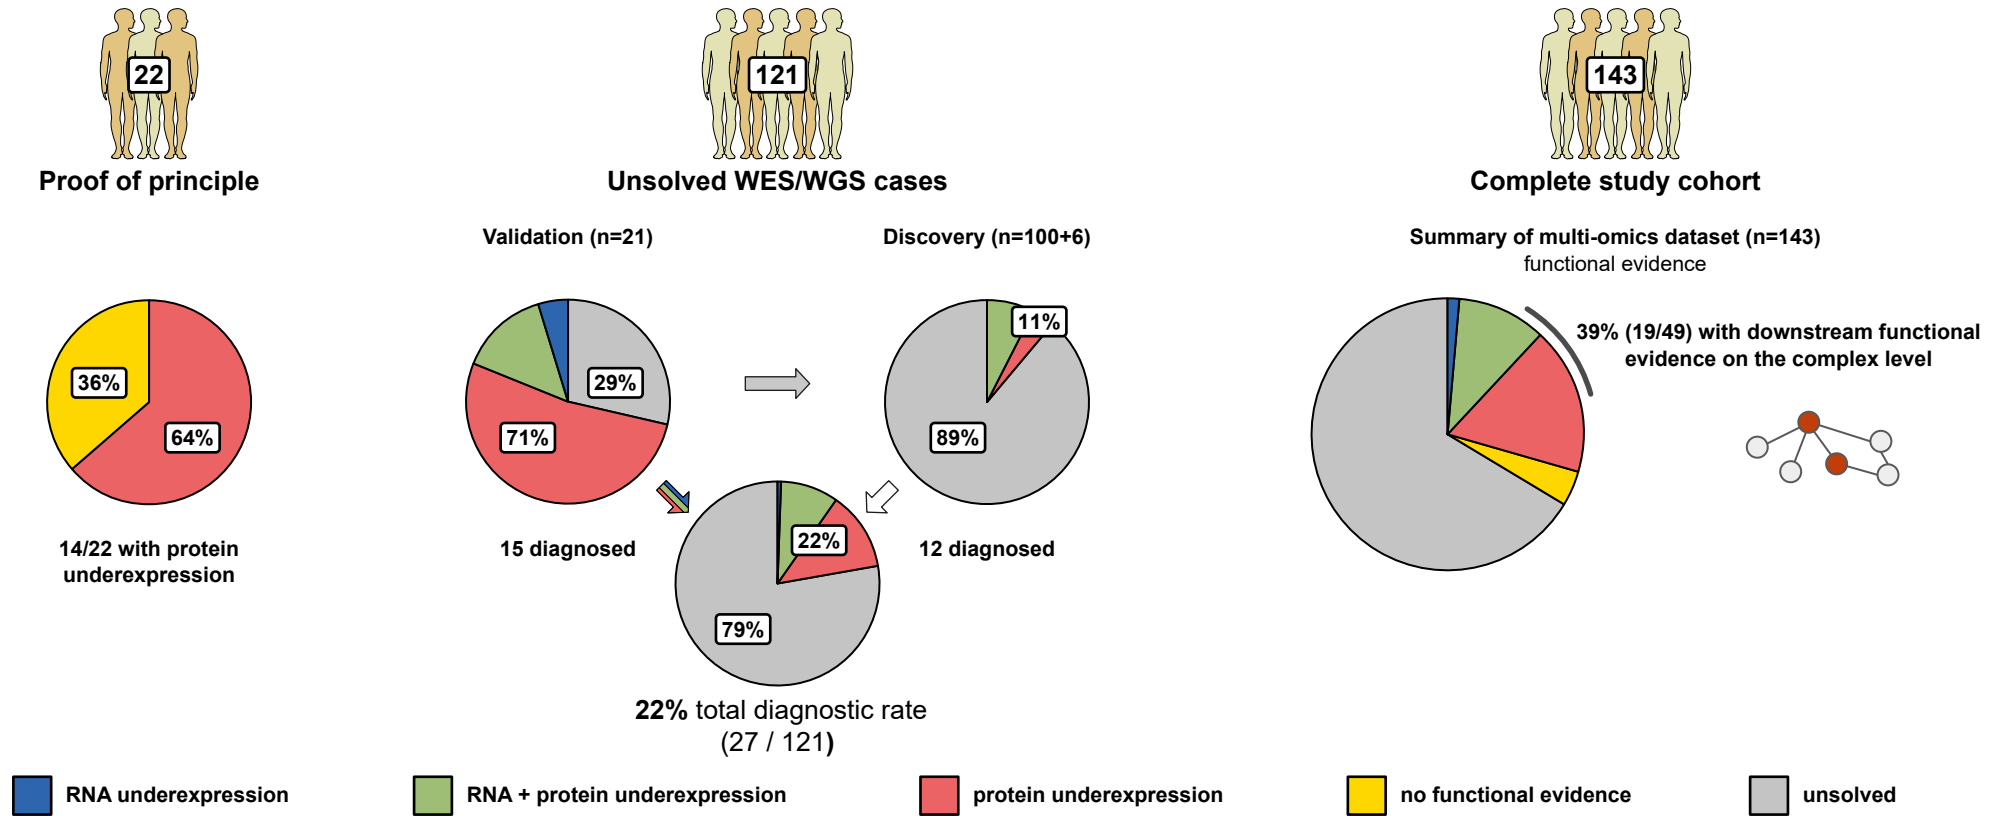 22
121
143
Proof of principle
Unsolved WES/WGS cases
Complete study cohort
Validation (n=21)
Discovery (n=100+6)
Summary of multi-omics dataset (n=143)
functional evidence
36%
64%
14/22 with protein
underexpression
29%
71%
15 diagnosed
11%
89%
12 diagnosed
22%
79%
22% total diagnostic rate
(27 / 121)
39% (19/49) with downstream functional
evidence on the complex level
RNA underexpression
RNA + protein underexpression
protein underexpression
no functional evidence
unsolved